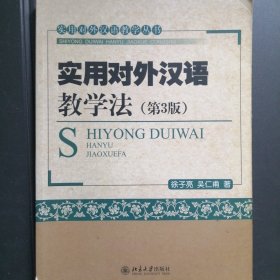 实用对外汉语教学丛书
SHIYONG DUIWAI HANYU JIAOXUE CONGSHU
实用对外汉语
教学法(第3版)
SHIYONG DUIWAI
HANYU
JIAOXUEFA
徐子亮 吴仁甫 著
北京大学出版社